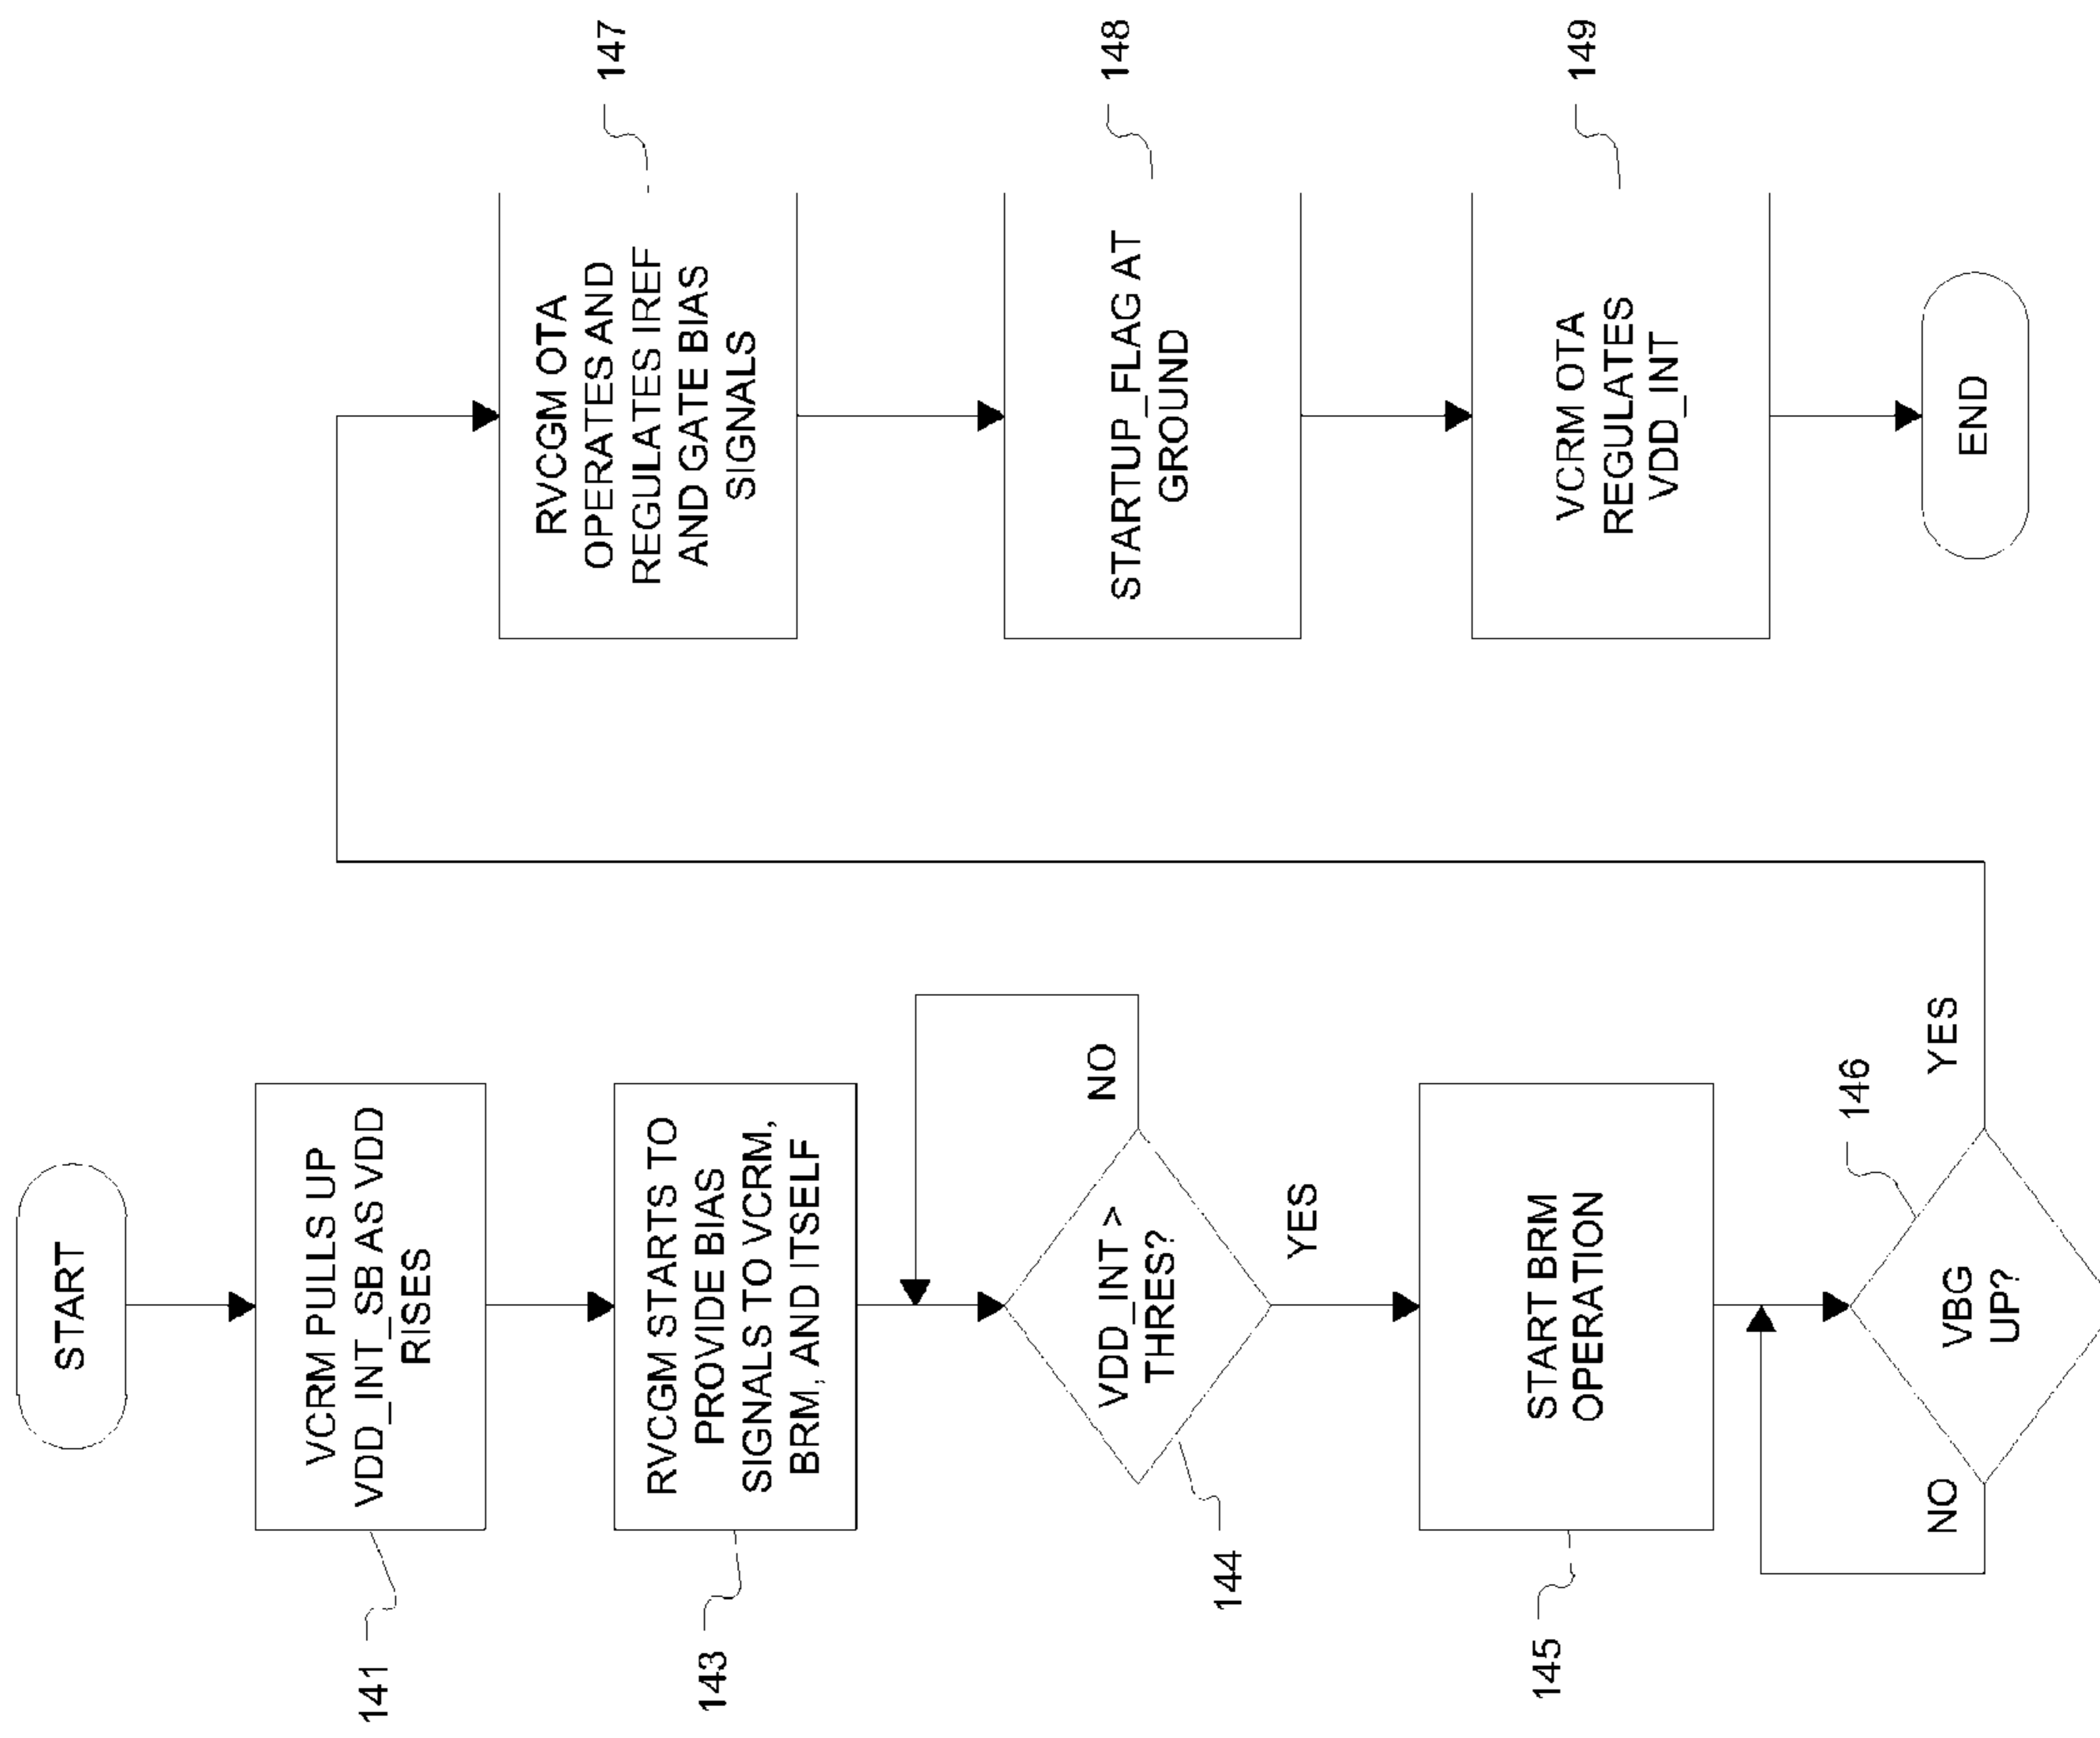 START
VCRM PULLS UP
VDD_INT_SB AS VDD
RISES
141
RVCGM STARTS TO
PROVIDE BIAS
SIGNALS TO VCRM,
BRM, AND ITSELF
143
VDD_INT >
THRES?
NO
YES
144
START BRM
OPERATION
145
VBG
UP?
NO
YES
146
RVCGM OTA
OPERATES AND
REGULATES IREF
AND GATE BIAS
SIGNALS
147
STARTUP_FLAG AT
GROUND
148
VCRM OTA
REGULATES
VDD_INT
149
END